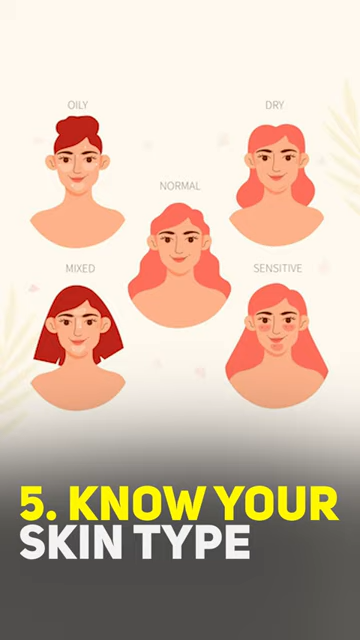 OILY
DRY
NORMAL
MIXED
SENSITIVE
5. KNOW YOUR
SKIN TYPE